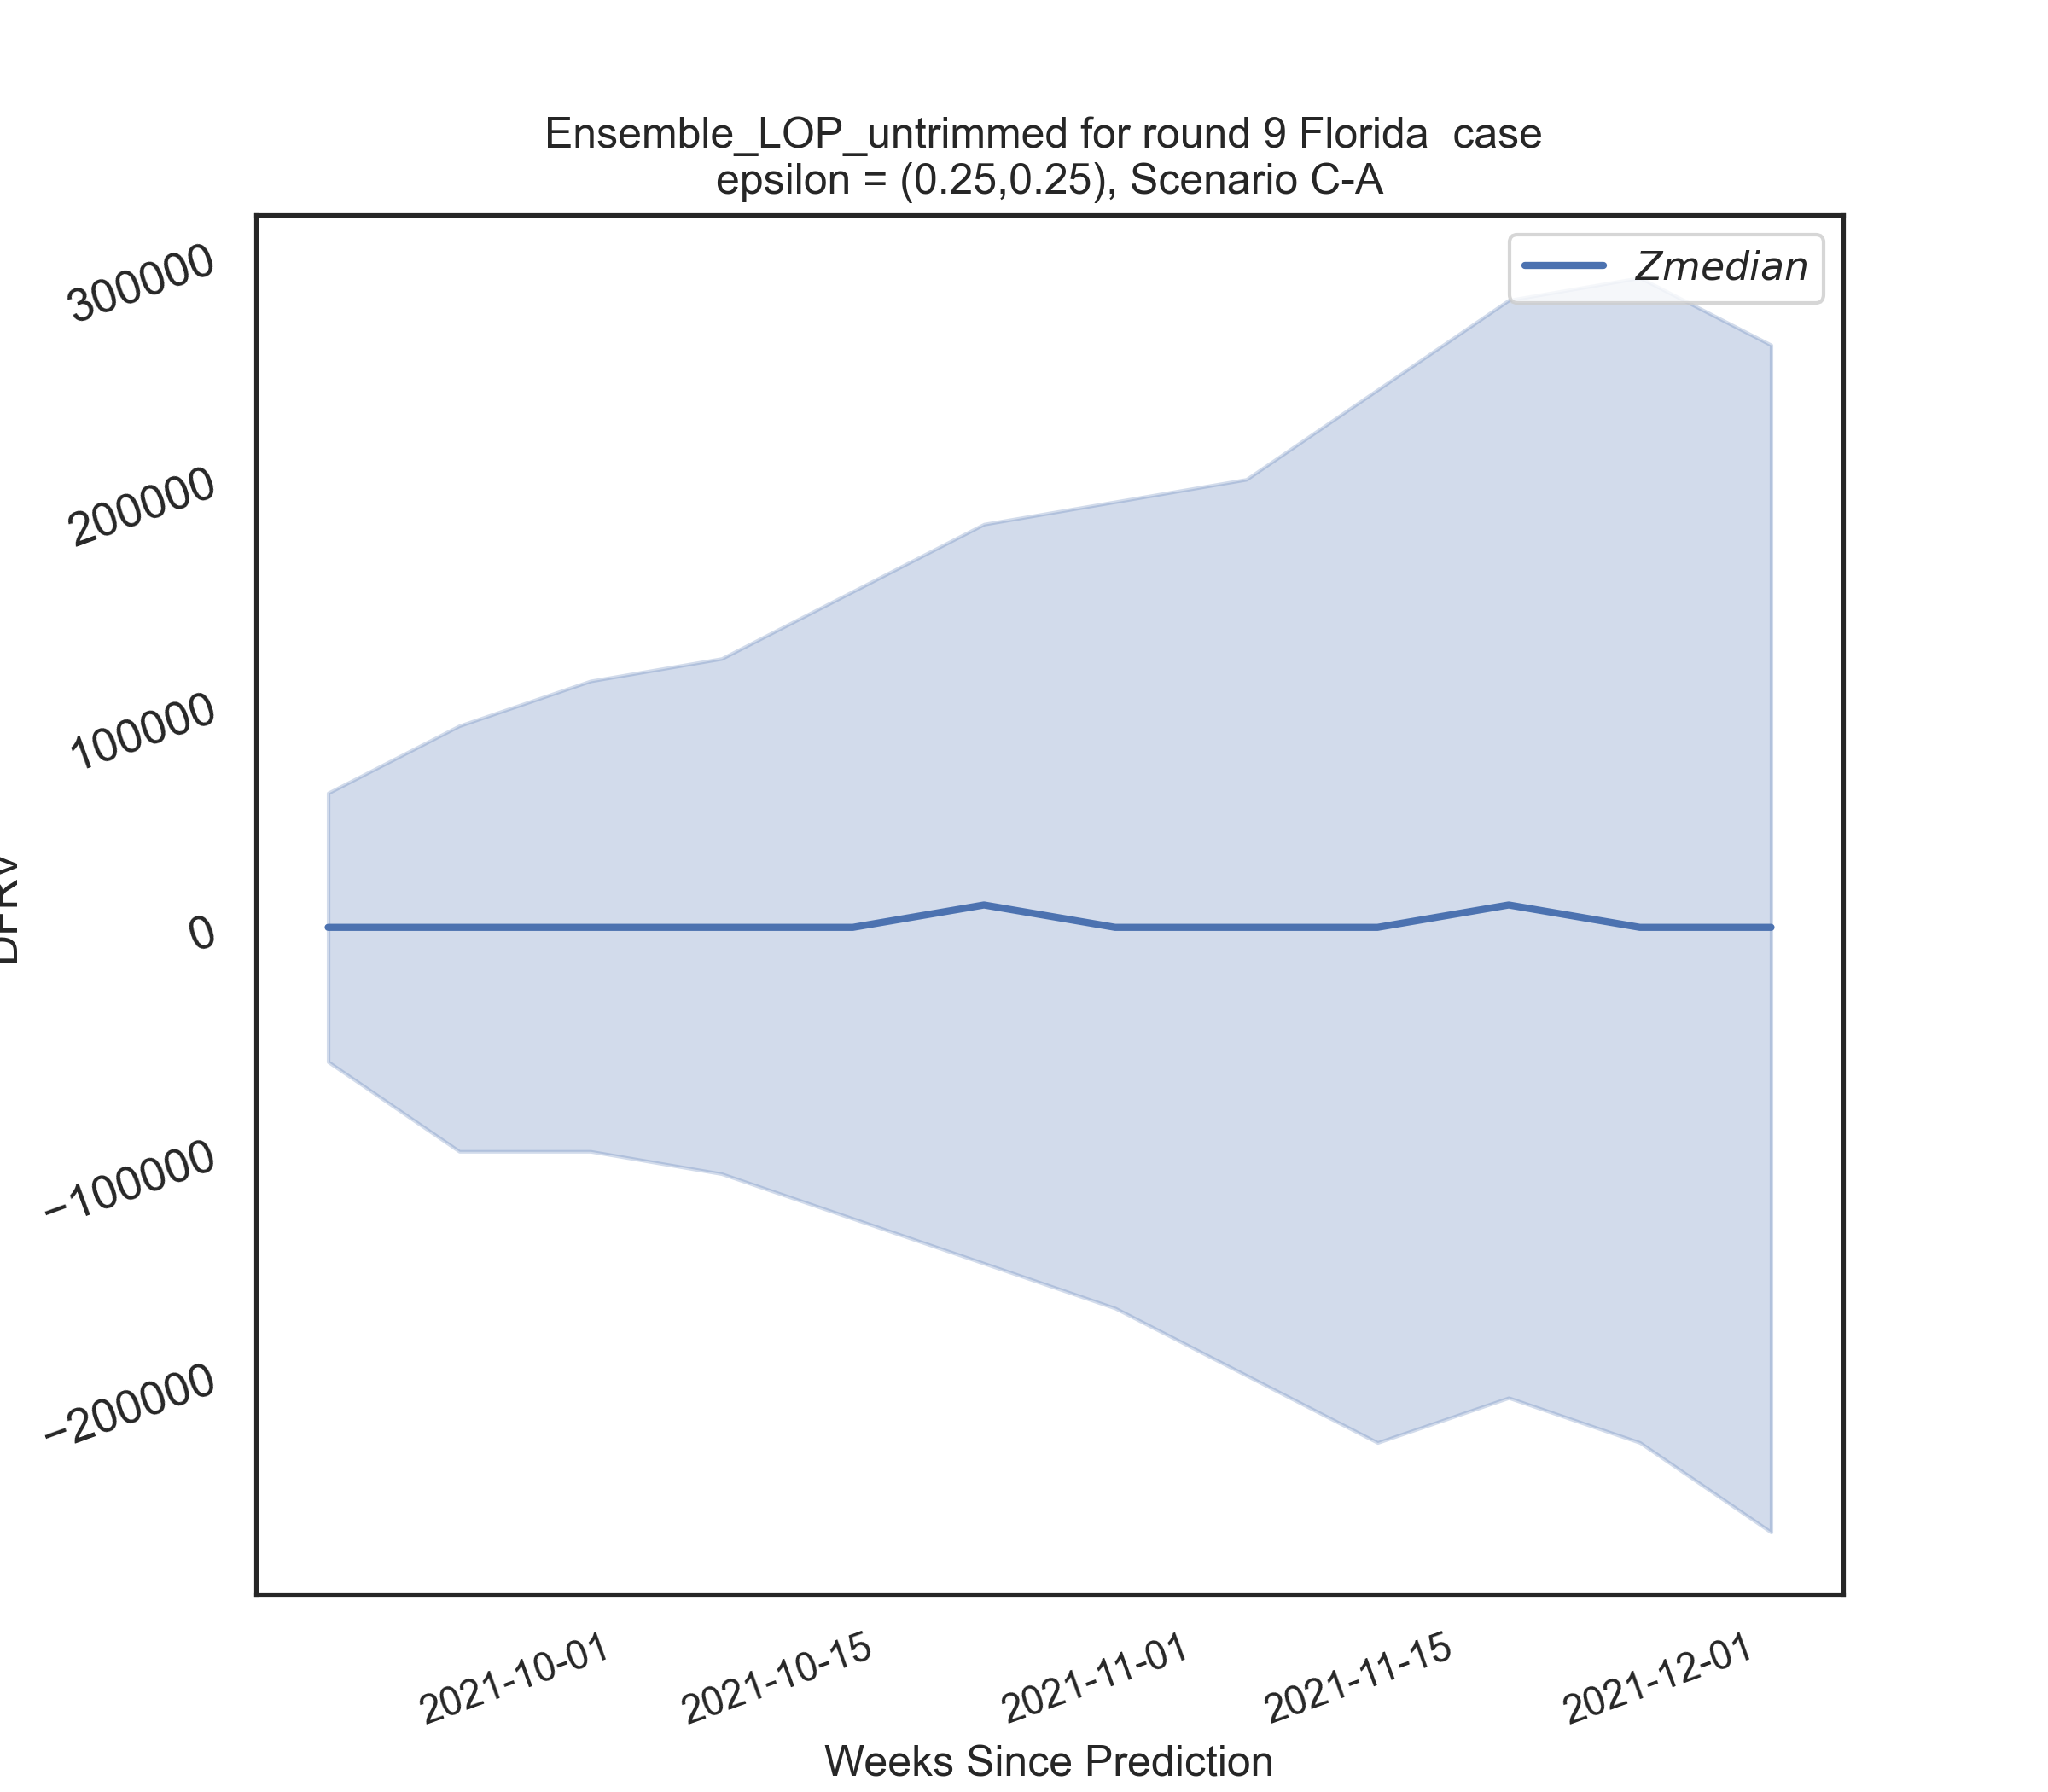 Ensemble_LOP_untrimmed for round 9 Florida  case
epsilon = (0.25,0.25), Scenario C-A
Zmedian
300000
200000
100000
0
−100000
−200000
2021-10-01
2021-10-15
2021-11-01
2021-11-15
2021-12-01
Weeks Since Prediction